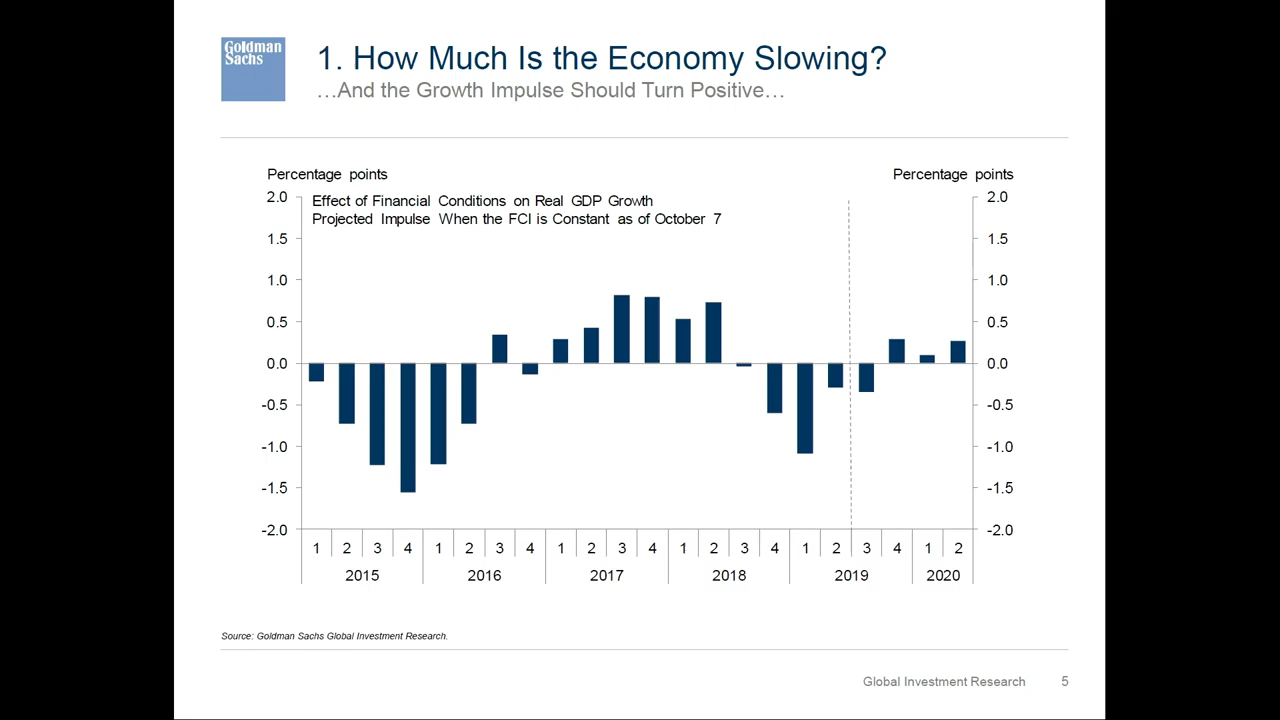 Goldman
Sachs
1. How Much Is the Economy Slowing?
…And the Growth Impulse Should Turn Positive…
Percentage points
Percentage points
Effect of Financial Conditions on Real GDP Growth
Projected Impulse When the FCI is Constant as of October 7
2.0 2.0
1.5 1.5
1.0 1.0
0.5 0.5
0.0 0.0
-0.5 -0.5
-1.0 -1.0
-1.5 -1.5
-2.0 -2.0
1 2 3 4 1 2 3 4 1 2 3 4 1 2 3 4 1 2 3 4 1 2
2015 2016 2017 2018 2019 2020
Source: Goldman Sachs Global Investment Research.
Global Investment Research 5